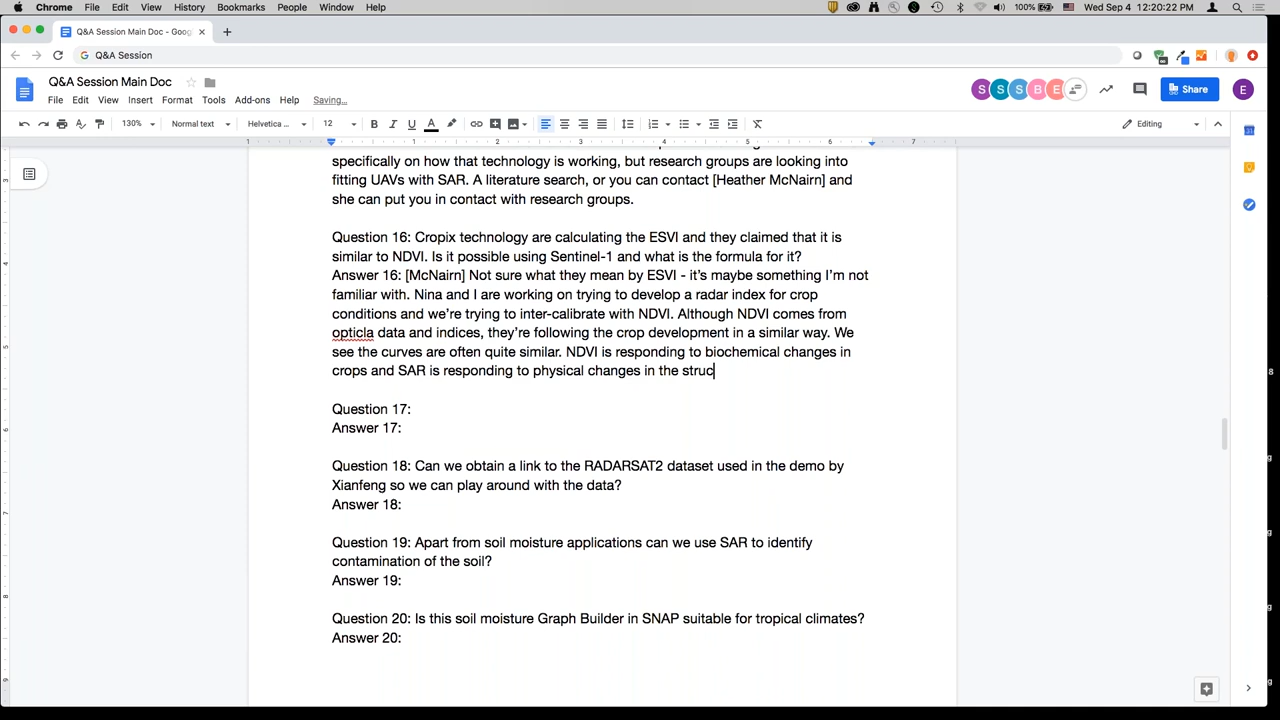 Chrome File Edit View History Bookmarks People Window Help 100% Wed Sep 4 12:20:22 PM
Q&A Session Main Doc - Goog
Q&A Session
Q&A Session Main Doc
File Edit View Insert Format Tools Add-ons Help Saving...
Share
E
S S S B E
130% Normal text Helvetica ... 12 B I U A Editing
1 1 2 3 4 5 6 7
specifically on how that technology is working, but research groups are looking into
fitting UAVs with SAR. A literature search, or you can contact [Heather McNairn] and
she can put you in contact with research groups.
Question 16: Cropix technology are calculating the ESVI and they claimed that it is
similar to NDVI. Is it possible using Sentinel-1 and what is the formula for it?
Answer 16: [McNairn] Not sure what they mean by ESVI - it's maybe something I'm not
familiar with. Nina and I are working on trying to develop a radar index for crop
conditions and we're trying to inter-calibrate with NDVI. Although NDVI comes from
opticla data and indices, they're following the crop development in a similar way. We
see the curves are often quite similar. NDVI is responding to biochemical changes in
crops and SAR is responding to physical changes in the struc
Question 17:
Answer 17:
Question 18: Can we obtain a link to the RADARSAT2 dataset used in the demo by
Xianfeng so we can play around with the data?
Answer 18:
Question 19: Apart from soil moisture applications can we use SAR to identify
contamination of the soil?
Answer 19:
Question 20: Is this soil moisture Graph Builder in SNAP suitable for tropical climates?
Answer 20: